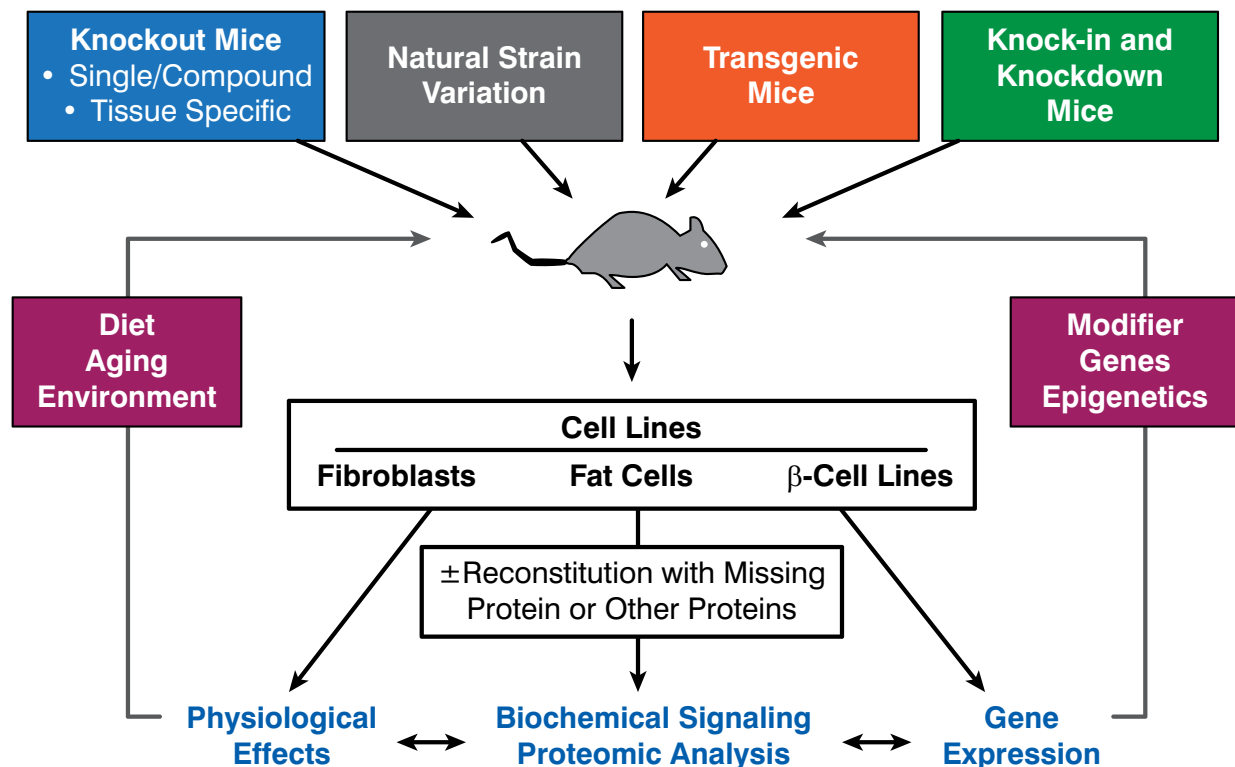 Knockout Mice
• Single/Compound
• Tissue Specific
Natural Strain
Variation
Transgenic
Mice
Knock-in and
Knockdown
Mice
Diet
Aging
Environment
Modifier
Genes
Epigenetics
Cell Lines
Fibroblasts Fat Cells β-Cell Lines
±Reconstitution with Missing
Protein or Other Proteins
Physiological
Effects
Biochemical Signaling
Proteomic Analysis
Gene
Expression